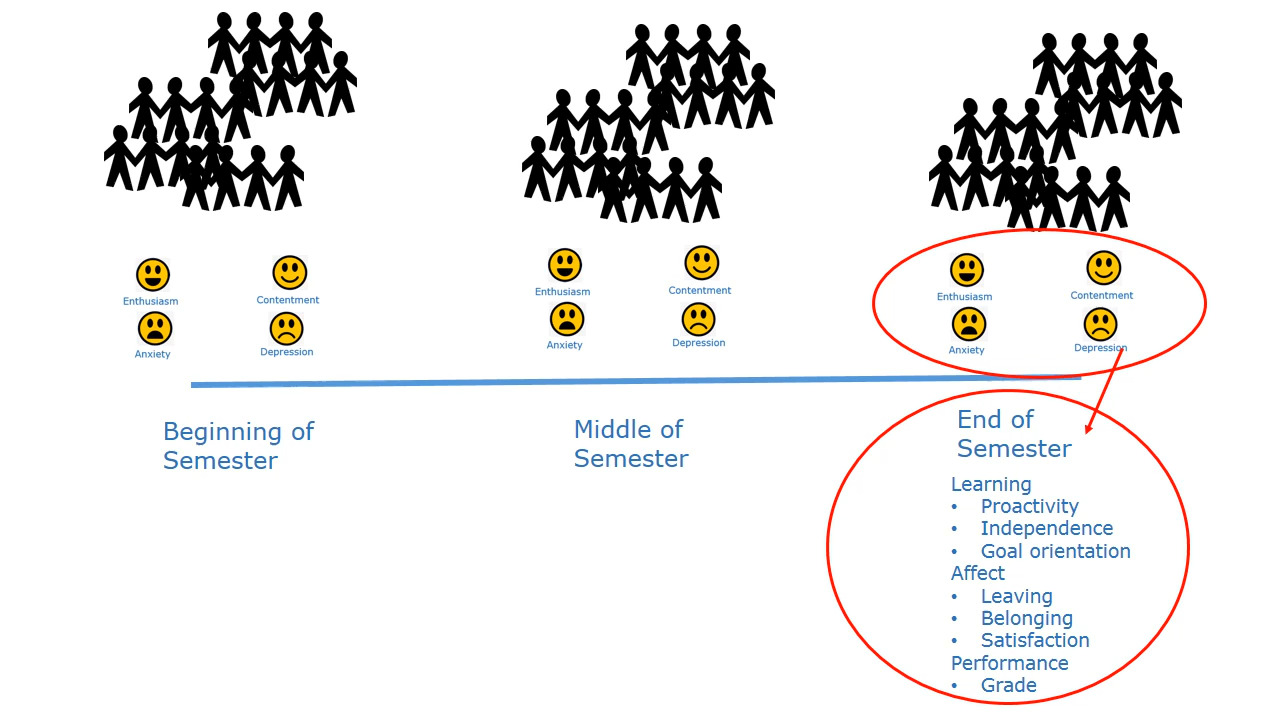 Enthusiasm
Contentment
Anxiety
Depression
Enthusiasm
Contentment
Anxiety
Depression
Enthusiasm
Contentment
Anxiety
Depression
Beginning of
Semester
Middle of
Semester
End of
Semester
Learning
• Proactivity
• Independence
• Goal orientation
Affect
• Leaving
• Belonging
• Satisfaction
Performance
• Grade